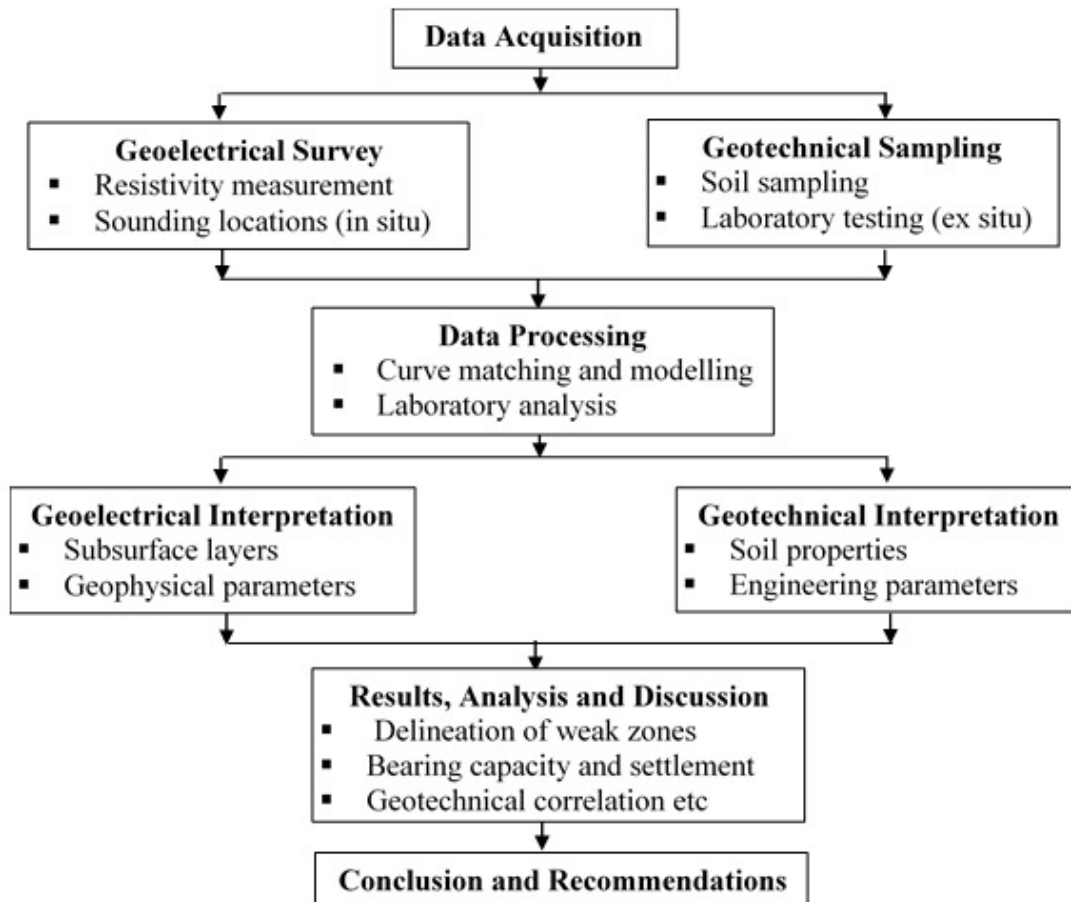 Data Acquisition
Geoelectrical Survey
▪ Resistivity measurement
▪ Sounding locations (in situ)
Geotechnical Sampling
▪ Soil sampling
▪ Laboratory testing (ex situ)
Data Processing
▪ Curve matching and modelling
▪ Laboratory analysis
Geoelectrical Interpretation
▪ Subsurface layers
▪ Geophysical parameters
Geotechnical Interpretation
▪ Soil properties
▪ Engineering parameters
Results, Analysis and Discussion
▪ Delineation of weak zones
▪ Bearing capacity and settlement
▪ Geotechnical correlation etc
Conclusion and Recommendations